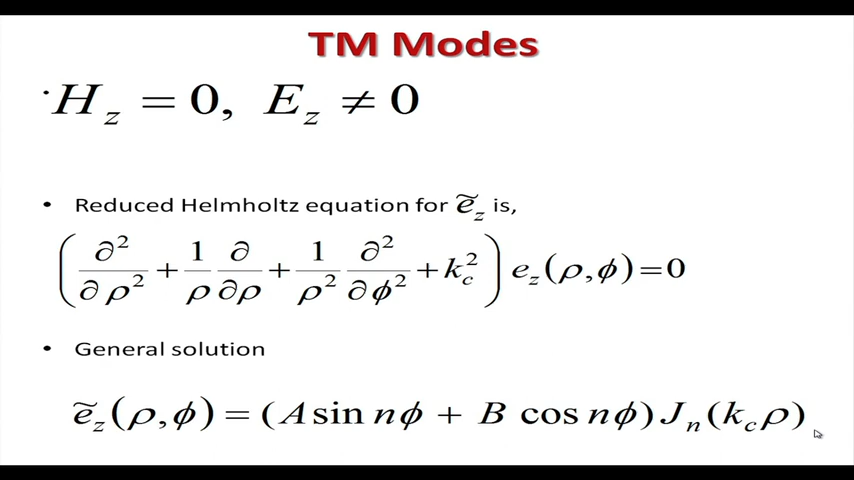 TM Modes
· H_z = 0, E_z ≠ 0
• Reduced Helmholtz equation for ẽ_z is,
(∂²/∂ρ² + 1/ρ ∂/∂ρ + 1/ρ² ∂²/∂ϕ² + k_c²) e_z(ρ,ϕ) = 0
• General solution
ẽ_z(ρ,ϕ) = (A sin nϕ + B cos nϕ) J_n(k_c ρ)